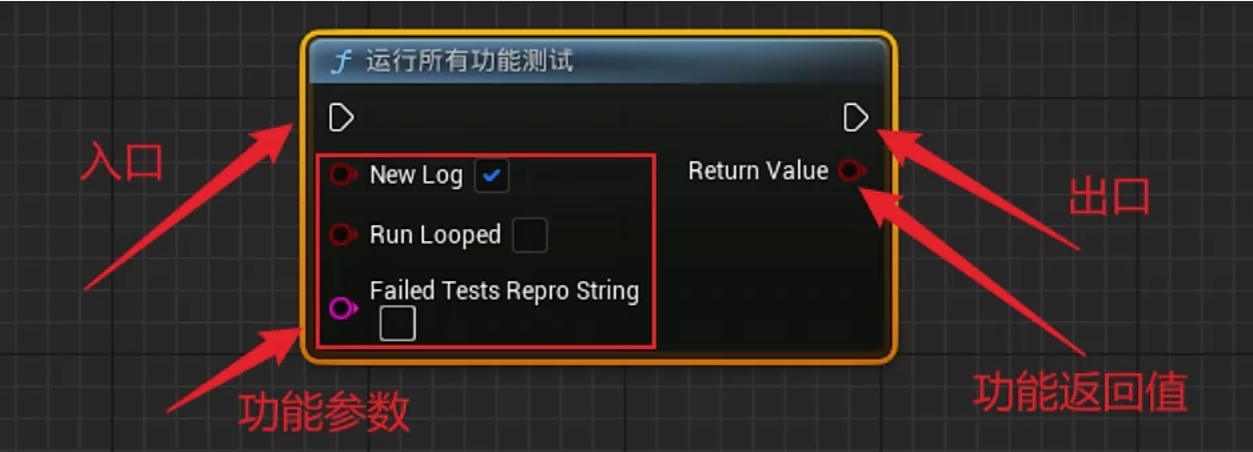 f 运行所有功能测试
入口
New Log
Return Value
出口
Run Looped
Failed Tests Repro String
功能参数
功能返回值